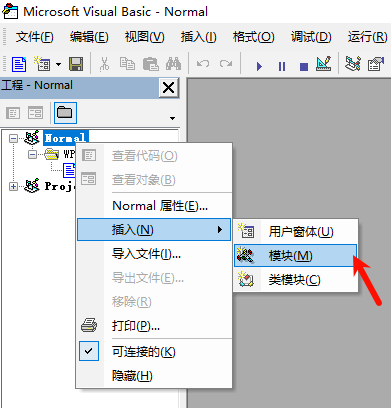 Microsoft Visual Basic - Normal
文件(F) 编辑(E) 视图(V) 插入(I) 格式(O) 调试(D) 运行(R)
工程 - Normal
Normal
WP
Proje
查看代码(O)
查看对象(B)
Normal 属性(E)...
插入(N)
导入文件(I)...
导出文件(E)...
移除(R)
打印(P)...
可连接的(K)
隐藏(H)
用户窗体(U)
模块(M)
类模块(C)